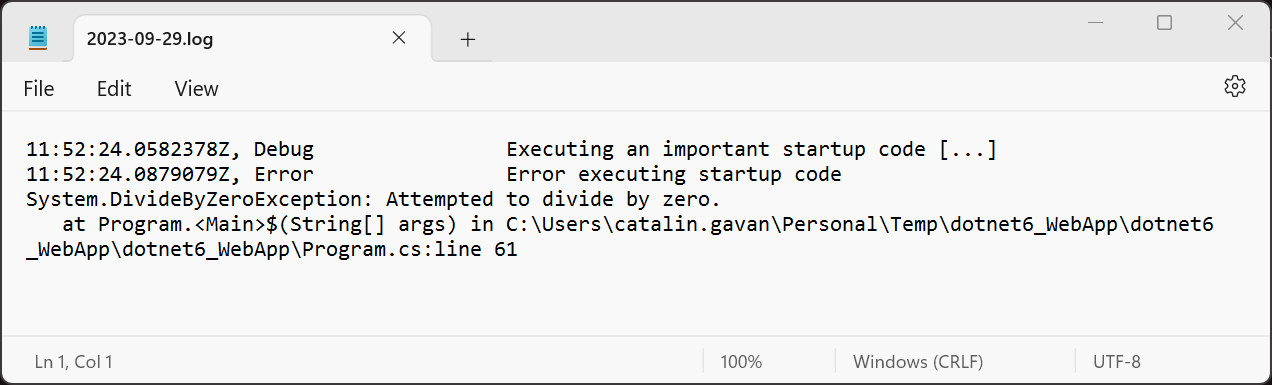 2023-09-29.log
File Edit View
11:52:24.0582378Z, Debug                Executing an important startup code [...]
11:52:24.0879079Z, Error                Error executing startup code
System.DivideByZeroException: Attempted to divide by zero.
   at Program.<Main>$(String[] args) in C:\Users\catalin.gavan\Personal\Temp\dotnet6_WebApp\dotnet6
_WebApp\dotnet6_WebApp\Program.cs:line 61
Ln 1, Col 1 100% Windows (CRLF) UTF-8